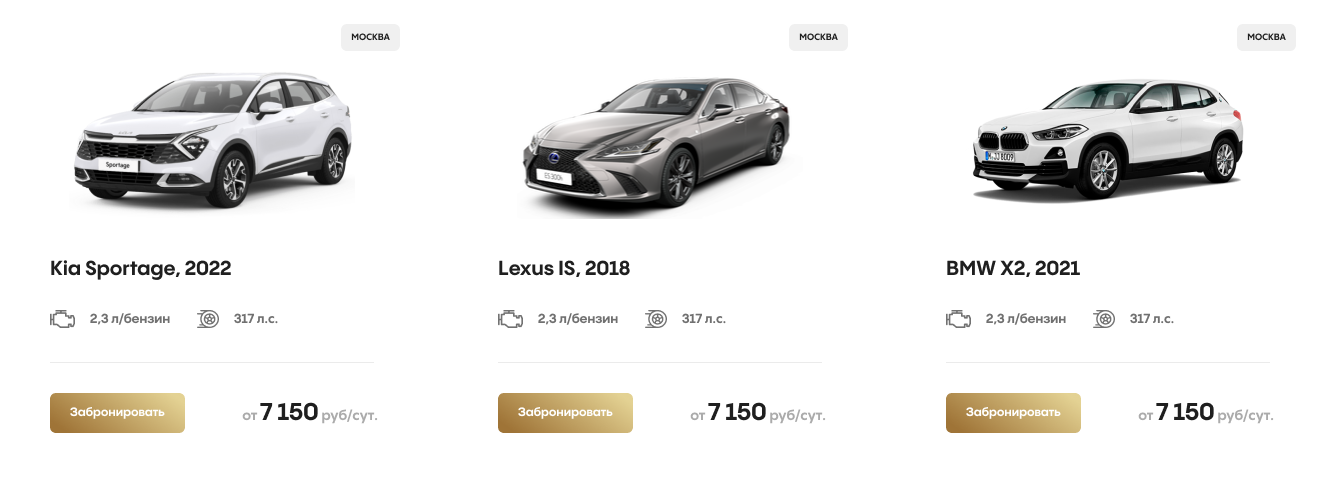 МОСКВА
Sportage
Kia Sportage, 2022
2,3 л/бензин 317 л.с.
Забронировать от 7 150 руб/сут.
МОСКВА
ES 300h
Lexus IS, 2018
2,3 л/бензин 317 л.с.
Забронировать от 7 150 руб/сут.
МОСКВА
M JJ 8009
BMW X2, 2021
2,3 л/бензин 317 л.с.
Забронировать от 7 150 руб/сут.